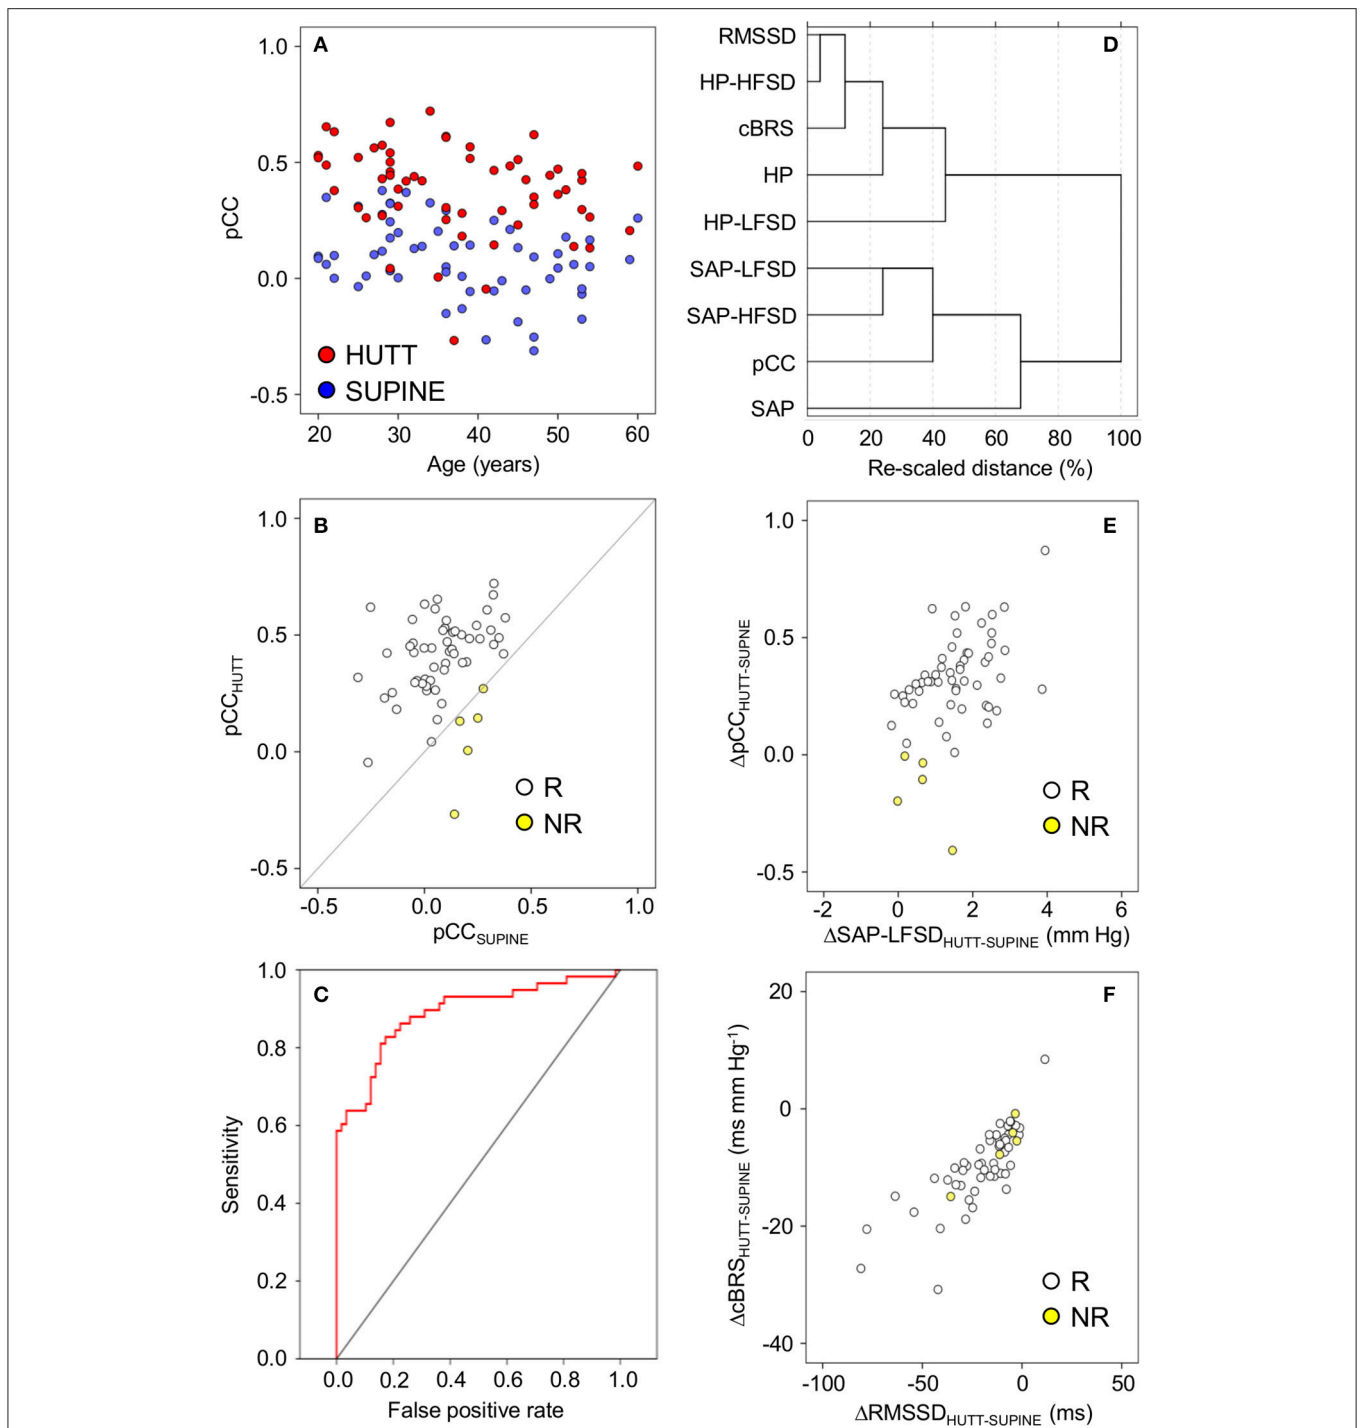 A
1.0
0.5
0.0
-0.5
pCC
HUTT
SUPINE
20 30 40 50 60
Age (years)
D
RMSSD
HP-HFSD
cBRS
HP
HP-LFSD
SAP-LFSD
SAP-HFSD
pCC
SAP
0 20 40 60 80 100
Re-scaled distance (%)
B
1.0
0.5
0.0
-0.5
pCCHUTT
R
NR
-0.5 0.0 0.5 1.0
pCCSUPINE
E
1.0
0.5
0.0
-0.5
ΔpCCHUTT-SUPNE
R
NR
-2 0 2 4 6
ΔSAP-LFSDHUTT-SUPINE (mm Hg)
C
1.0
0.8
0.6
0.4
0.2
0.0
Sensitivity
0.0 0.2 0.4 0.6 0.8 1.0
False positive rate
F
20
0
-20
-40
ΔcBRSHUTT-SUPINE (ms mm Hg-1)
R
NR
-100 -50 0 50
ΔRMSSDHUTT-SUPINE (ms)